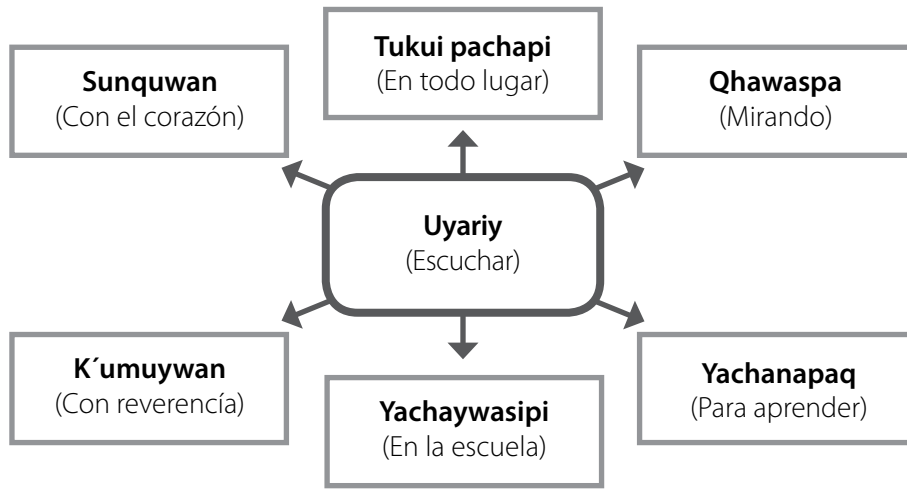 Tukui pachapi
(En todo lugar)
Sunquwan
(Con el corazón)
Qhawaspa
(Mirando)
Uyariy
(Escuchar)
K´umuywan
(Con reverencía)
Yachaywasipi
(En la escuela)
Yachanapaq
(Para aprender)